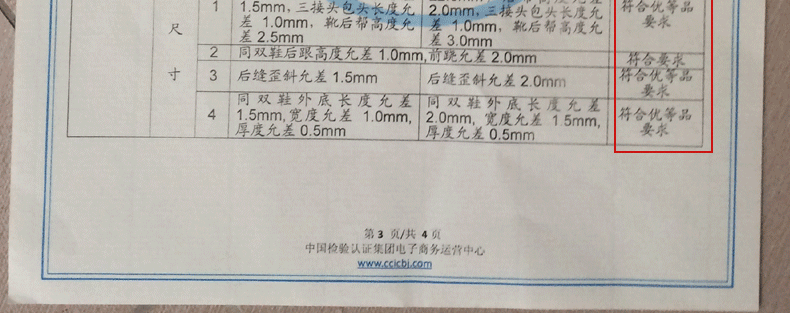 1
1.5mm,三接头包头长度允
差 1.0mm, 靴后帮高度允
差 2.5mm
2.0mm,三接头包头长度允
差 1.0mm, 靴后帮高度允
差 3.0mm
符合优等品
要求
尺
寸
2
同双鞋后跟高度允差 1.0mm,前跷允差 2.0mm
符合要求
3
后缝歪斜允差 1.5mm
后缝歪斜允差 2.0mm
符合优等品
要求
4
同双鞋外底长度允差
1.5mm,宽度允差 1.0mm,
厚度允差 0.5mm
同双鞋外底长度允差
2.0mm, 宽度允差 1.5mm,
厚度允差 0.5mm
符合优等品
要求
第 3 页/共 4 页
中国检验认证集团电子商务运营中心
www.ccicbj.com